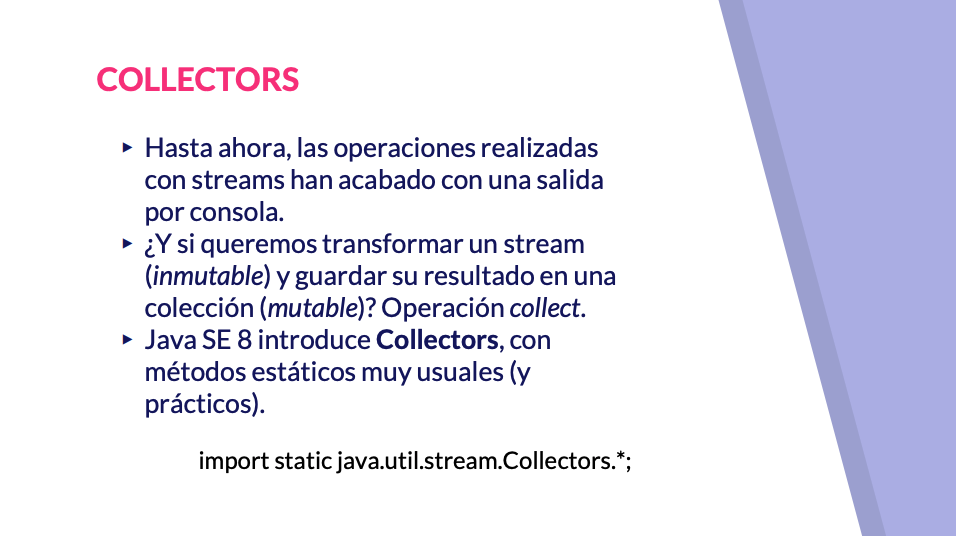 COLLECTORS
▸ Hasta ahora, las operaciones realizadas
con streams han acabado con una salida
por consola.
▸ ¿Y si queremos transformar un stream
(inmutable) y guardar su resultado en una
colección (mutable)? Operación collect.
▸ Java SE 8 introduce Collectors, con
métodos estáticos muy usuales (y
prácticos).
import static java.util.stream.Collectors.*;